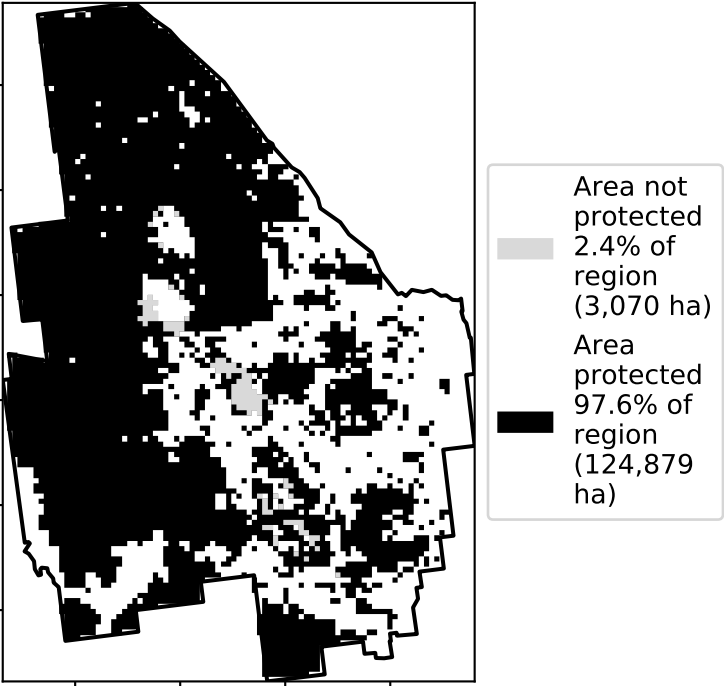 Area not
protected
2.4% of
region
(3,070 ha)
Area
protected
97.6% of
region
(124,879
ha)